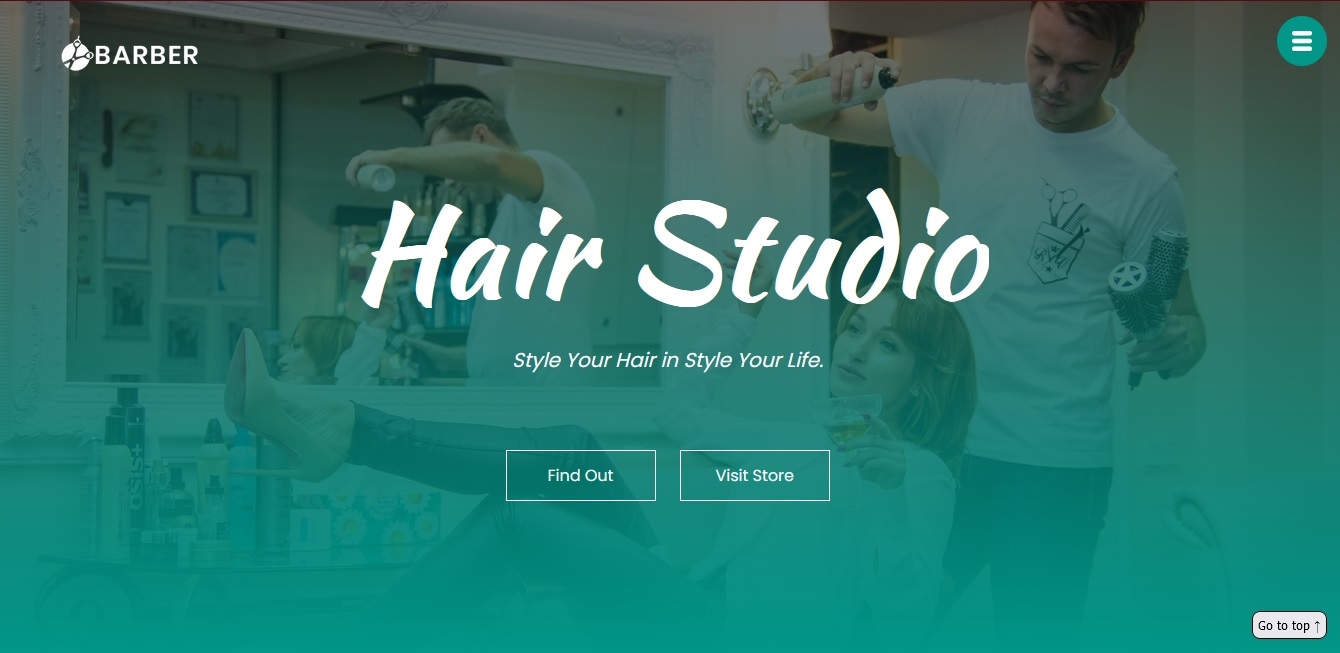 BARBER
Hair Studio
Style Your Hair in Style Your Life.
Find Out
Visit Store
Go to top ↑